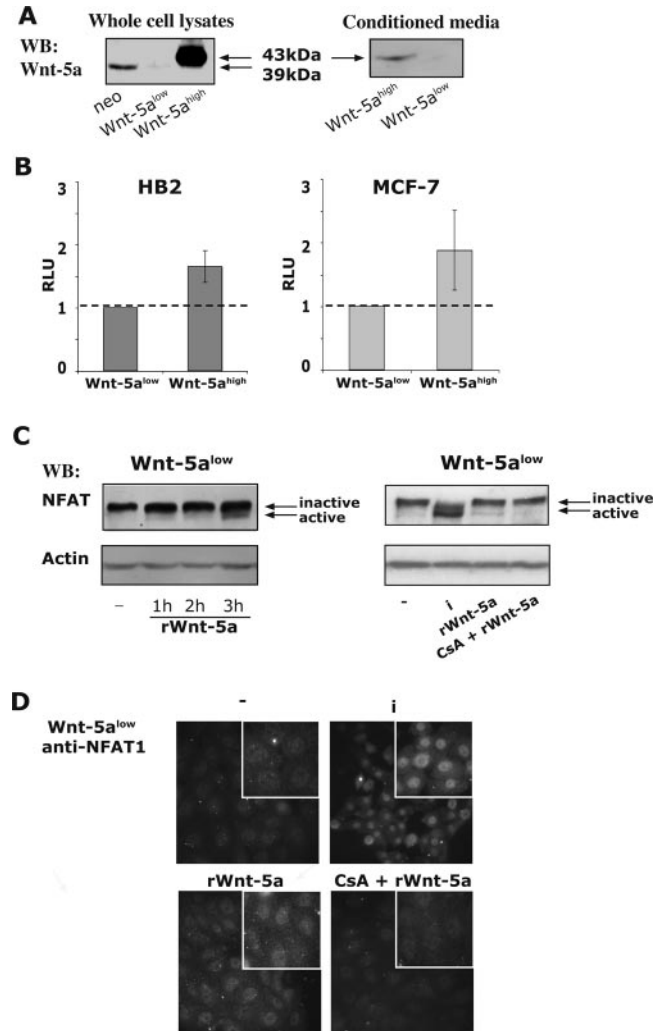 A
Whole cell lysates
Conditioned media
WB:
Wnt-5a
43kDa
39kDa
neo
Wnt-5alow
Wnt-5ahigh
Wnt-5ahigh
Wnt-5alow
B
HB2
RLU
3
2
1
0
Wnt-5alow Wnt-5ahigh
MCF-7
RLU
3
2
1
0
Wnt-5alow Wnt-5ahigh
C
WB:
Wnt-5alow
NFAT
inactive
active
Actin
– 1h 2h 3h
rWnt-5a
Wnt-5alow
inactive
active
-
i
rWnt-5a
CsA + rWnt-5a
D
Wnt-5alow
anti-NFAT1
-
i
rWnt-5a
CsA + rWnt-5a